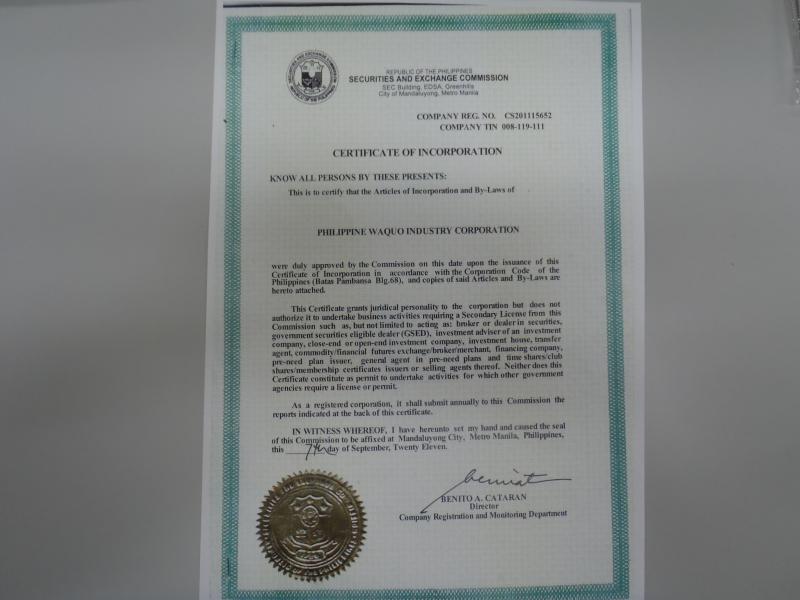 REPUBLIC OF THE PHILIPPINES
SECURITIES AND EXCHANGE COMMISSION
SEC Building, EDSA, Greenhills
City of Mandaluyong, Metro Manila
COMPANY REG. NO. CS201115652
COMPANY TIN 008-119-111
CERTIFICATE OF INCORPORATION
KNOW ALL PERSONS BY THESE PRESENTS:
This is to certify that the Articles of Incorporation and By-Laws of
PHILIPPINE WAQUO INDUSTRY CORPORATION
were duly approved by the Commission on this date upon the issuance of this
Certificate of Incorporation in accordance with the Corporation Code of the
Philippines (Batas Pambansa Blg.68), and copies of said Articles and By-Laws are
hereto attached.
This Certificate grants juridical personality to the corporation but does not
authorize it to undertake business activities requiring a Secondary License from this
Commission such as, but not limited to acting as: broker or dealer in securities,
government securities eligible dealer (GSED), investment adviser of an investment
company, close-end or open-end investment company, investment house, transfer
agent, commodity/financial futures exchange/broker/merchant, financing company,
pre-need plan issuer, general agent in pre-need plans and time shares/club
shares/membership certificates issuers or selling agents thereof. Neither does this
Certificate constitute as permit to undertake activities for which other government
agencies require a license or permit.
As a registered corporation, it shall submit annually to this Commission the
reports indicated at the back of this certificate.
IN WITNESS WHEREOF, I have hereunto set my hand and caused the seal
of this Commission to be affixed at Mandaluyong City, Metro Manila, Philippines,
this 7th day of September, Twenty Eleven.
BENITO A. CATARAN
Director
Company Registration and Monitoring Department